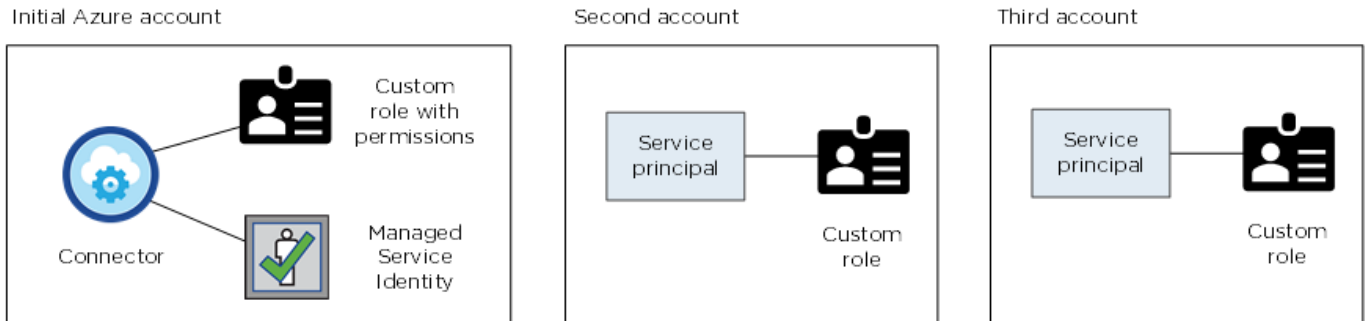 Initial Azure account
Second account
Third account
Custom
role with
permissions
Connector
Managed
Service
Identity
Service
principal
Custom
role
Service
principal
Custom
role